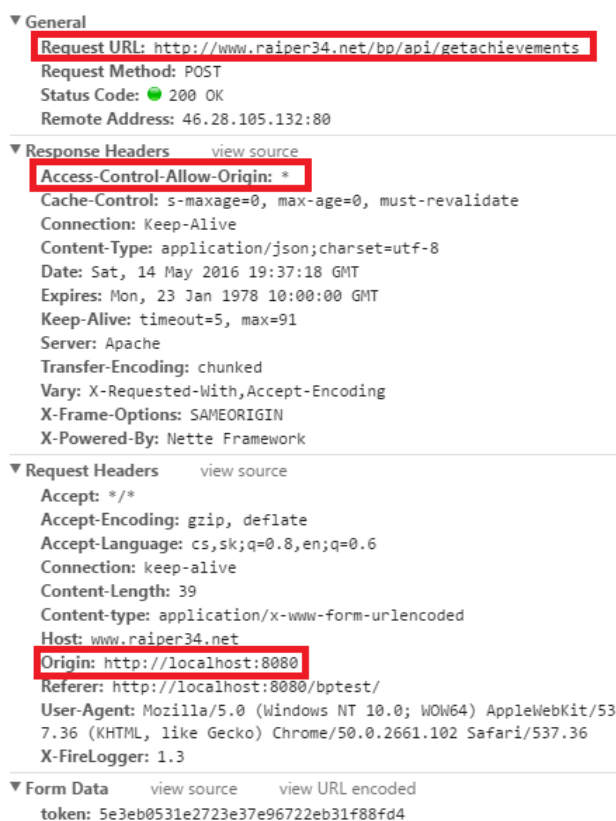 General
Request URL: http://www.raiper34.net/bp/api/getachievements
Request Method: POST
Status Code: 200 OK
Remote Address: 46.28.105.132:80
Response Headers view source
Access-Control-Allow-Origin: *
Cache-Control: s-maxage=0, max-age=0, must-revalidate
Connection: Keep-Alive
Content-Type: application/json;charset=utf-8
Date: Sat, 14 May 2016 19:37:18 GMT
Expires: Mon, 23 Jan 1978 10:00:00 GMT
Keep-Alive: timeout=5, max=91
Server: Apache
Transfer-Encoding: chunked
Vary: X-Requested-With,Accept-Encoding
X-Frame-Options: SAMEORIGIN
X-Powered-By: Nette Framework
Request Headers view source
Accept: */*
Accept-Encoding: gzip, deflate
Accept-Language: cs,sk;q=0.8,en;q=0.6
Connection: keep-alive
Content-Length: 39
Content-type: application/x-www-form-urlencoded
Host: www.raiper34.net
Origin: http://localhost:8080
Referer: http://localhost:8080/bptest/
User-Agent: Mozilla/5.0 (Windows NT 10.0; WOW64) AppleWebKit/53
7.36 (KHTML, like Gecko) Chrome/50.0.2661.102 Safari/537.36
X-FireLogger: 1.3
Form Data view source view URL encoded
token: 5e3eb0531e2723e37e96722eb31f88fd4